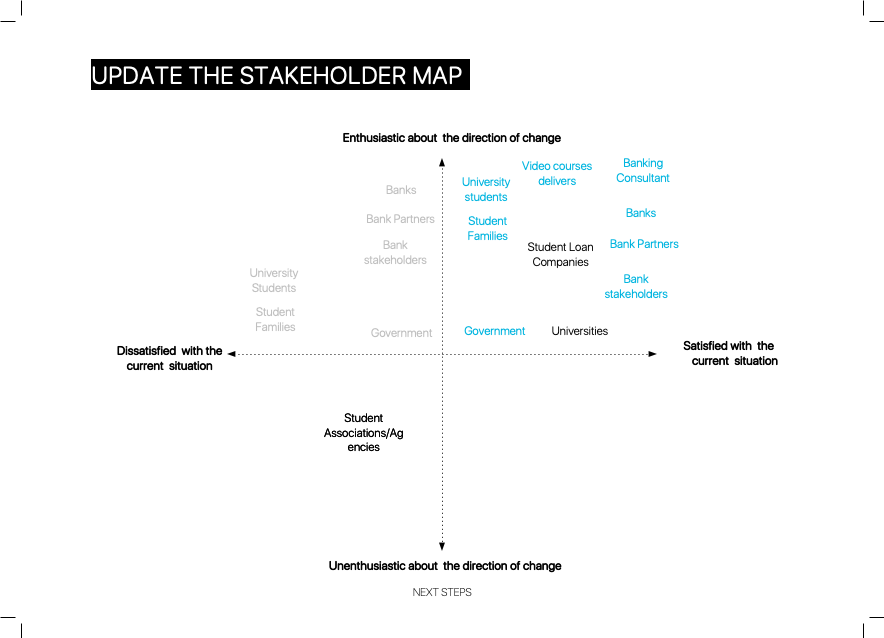 UPDATE THE STAKEHOLDER MAP
Enthusiastic about the direction of change
Video courses
delivers
Banking
Consultant
University
students
Banks
Banks
Bank Partners
Student
Families
Bank
stakeholders
Student Loan
Companies
Bank Partners
University
Students
Bank
stakeholders
Student
Families
Government
Government
Universities
Dissatisfied with the
current situation
Satisfied with the
current situation
Student
Associations/Ag
encies
Unenthusiastic about the direction of change
NEXT STEPS